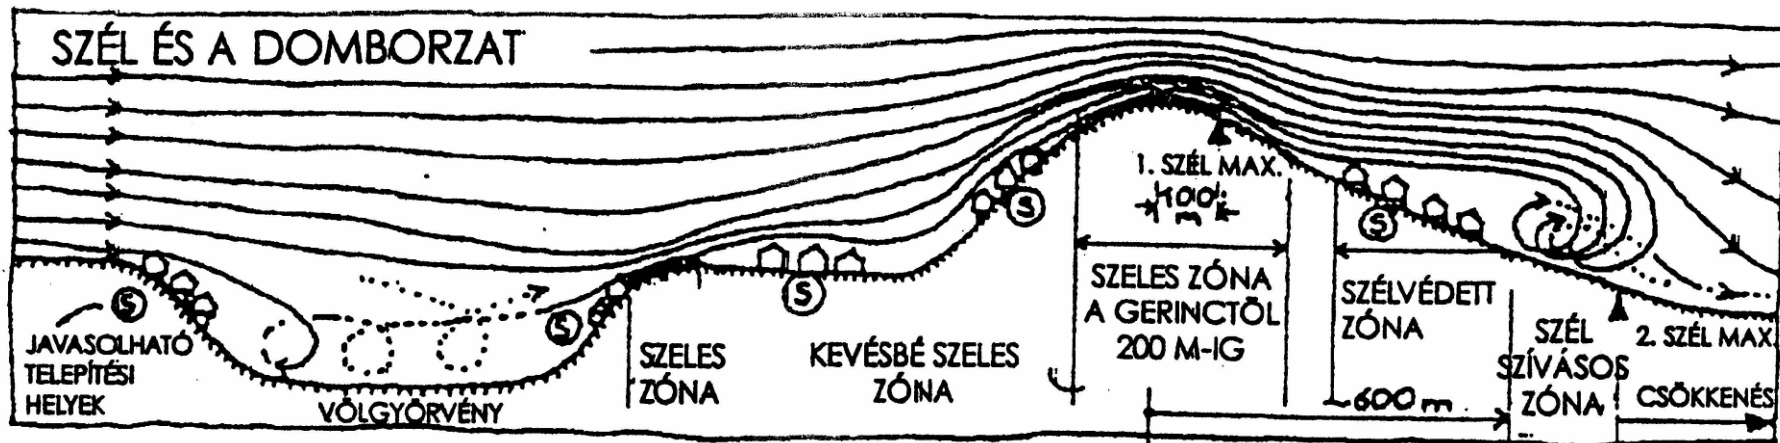 SZÉL ÉS A DOMBORZAT
S
JAVASOLHATÓ
TELEPÍTÉSI
HELYEK
VÖLGYÖRVÉNY
S
SZELES
ZÓNA
S
KEVÉSBÉ SZELES
ZÓNA
S
1. SZÉL MAX.
100
m
SZELES ZÓNA
A GERINCTŐL
200 M-IG
S
SZÉLVÉDETT
ZÓNA
600 m
SZÉL
SZÍVÁSOS
ZÓNA
2. SZÉL MAX.
CSÖKKENÉS